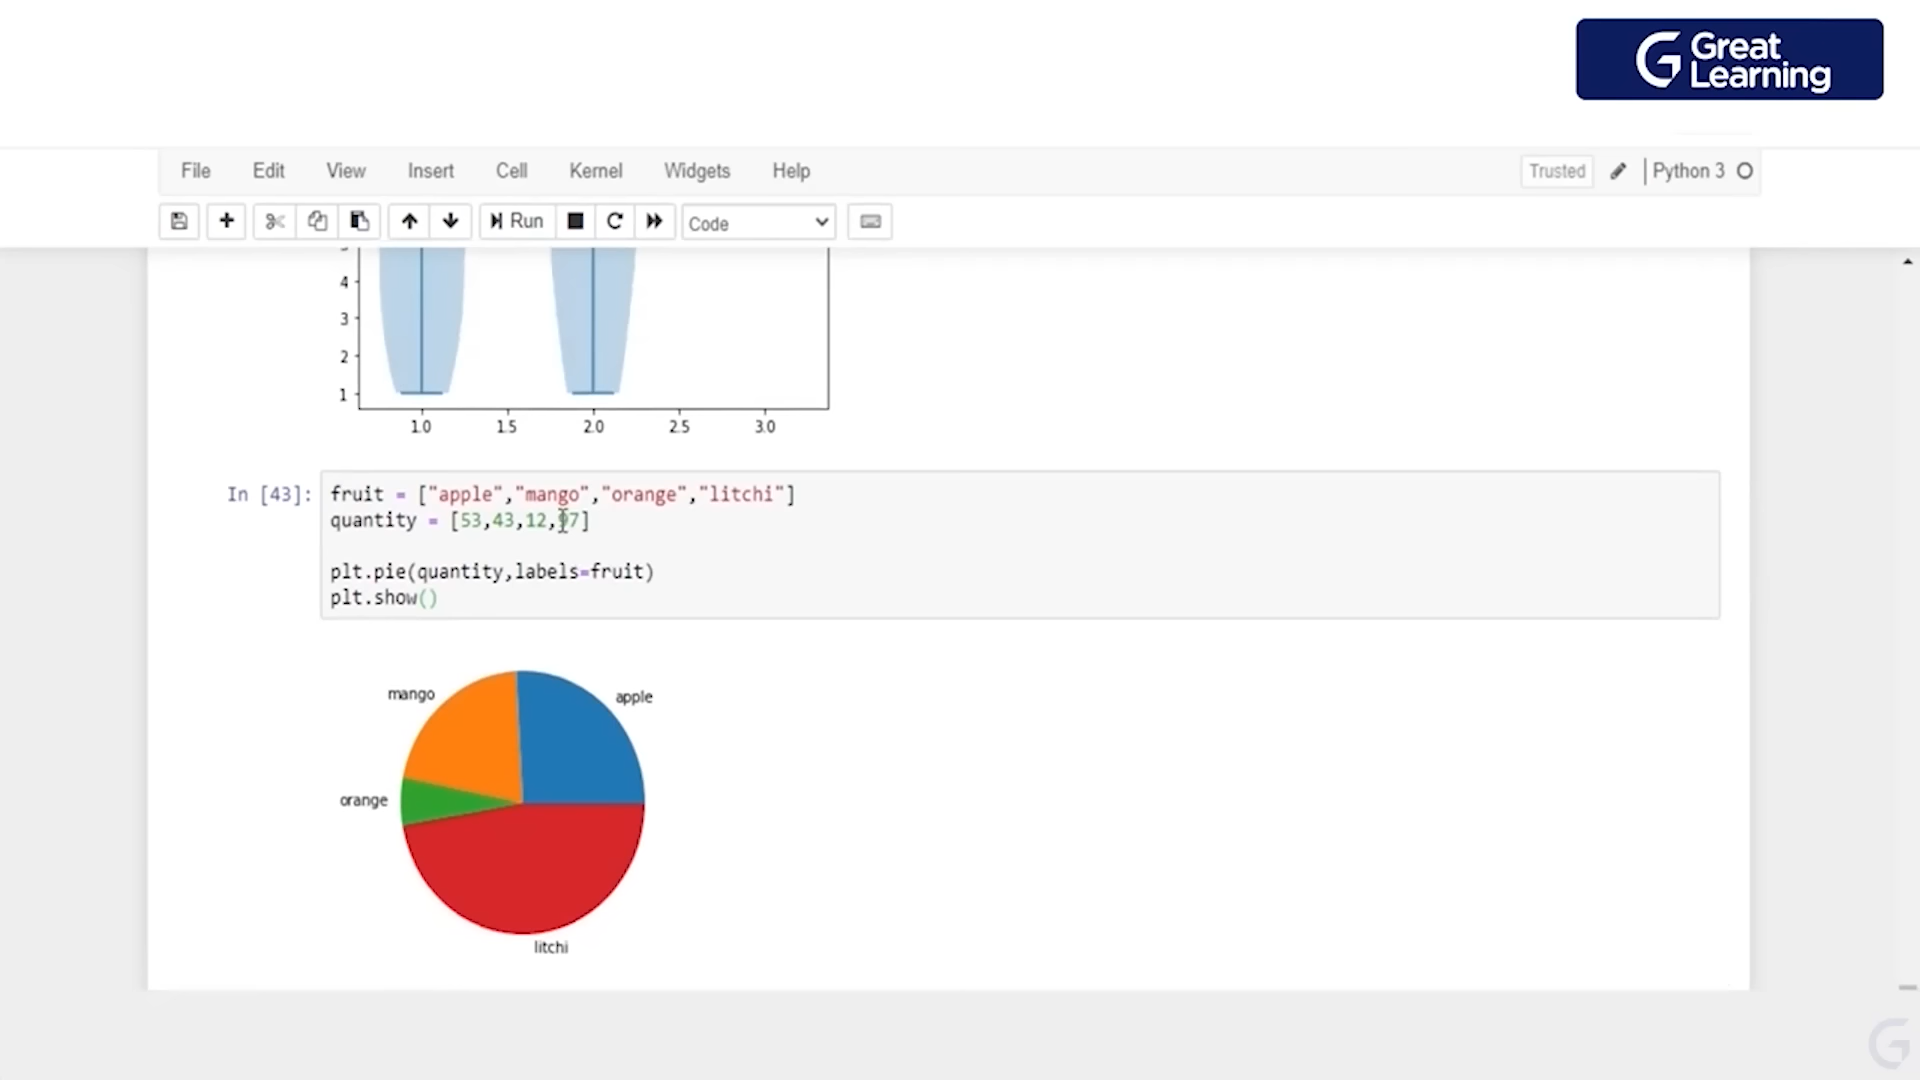 Great
Learning
File Edit View Insert Cell Kernel Widgets Help Trusted Python 3
Run Code
4
3
2
1
1.0 1.5 2.0 2.5 3.0
In [43]: fruit = ["apple","mango","orange","litchi"]
quantity = [53,43,12,97]
plt.pie(quantity,labels=fruit)
plt.show()
mango apple
orange
litchi